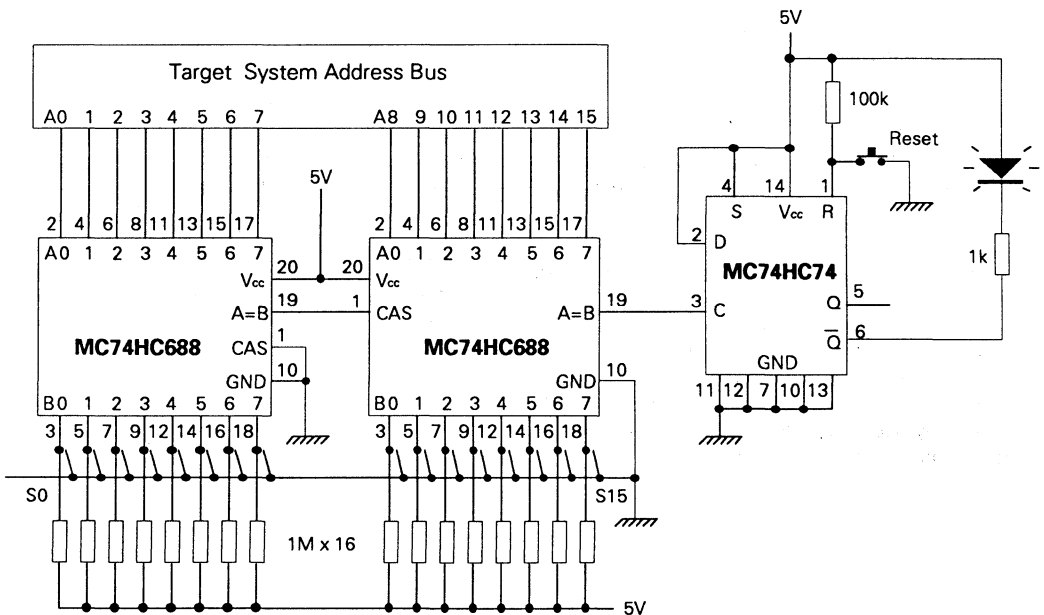 5V
Target System Address Bus
A0 1 2 3 4 5 6 7 A8 9 10 11 12 13 14 15
100k
Reset
5V
4 14 1
S Vcc R
2 4 6 8 11 13 15 17 2 4 6 8 11 13 15 17
2 D
A0 1 2 3 4 5 6 7 A0 1 2 3 4 5 6 7
1k
MC74HC74
Vcc 20 20 Vcc
A=B 19 1 CAS A=B 19 3 C Q 5
MC74HC688 CAS 1 MC74HC688
Q 6
GND 10 GND 10 GND
11 12 7 10 13
B0 1 2 3 4 5 6 7 B0 1 2 3 4 5 6 7
3 5 7 9 12 14 16 18 3 5 7 9 12 14 16 18
S0 S15
1M x 16
5V